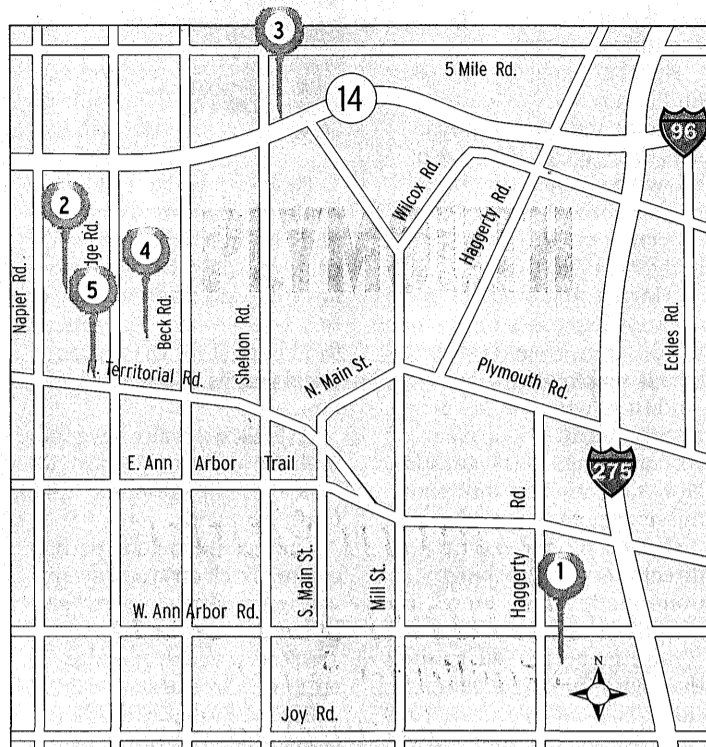 3
5 Mile Rd.
14
96
Wilcox Rd.
Haggerty Rd.
2
dge Rd.
4
5
Napier Rd.
Beck Rd.
Sheldon Rd.
Eckles Rd.
N. Territorial Rd.
N. Main St.
Plymouth Rd.
E. Ann Arbor Trail
275
Haggerty Rd.
1
S. Main St.
Mill St.
W. Ann Arbor Rd.
N
Joy Rd.